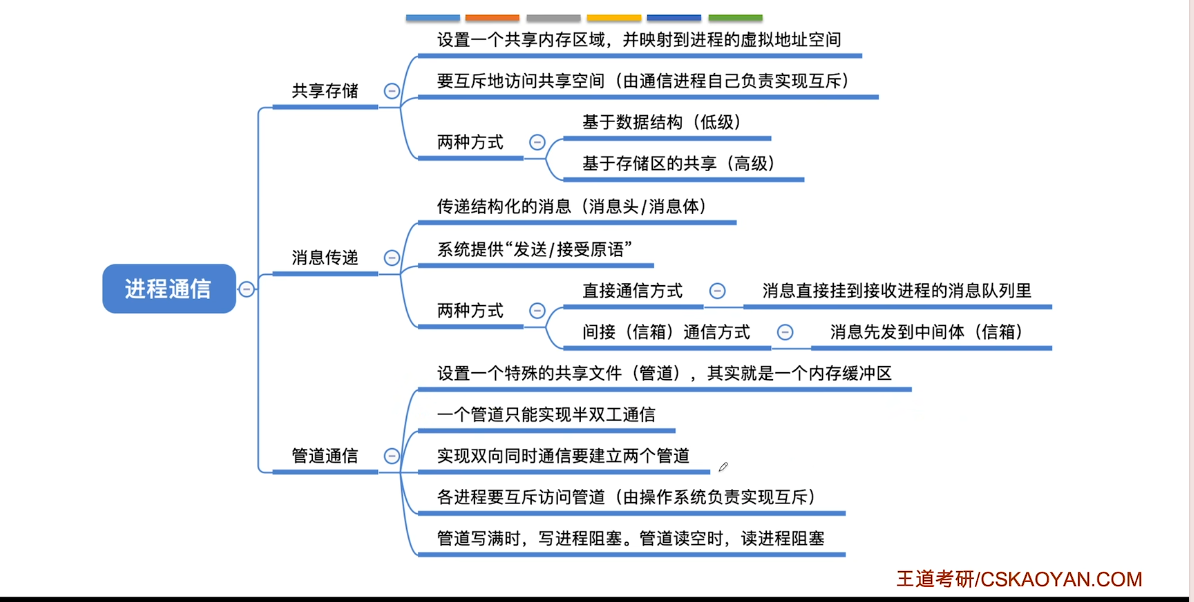 进程通信
共享存储
设置一个共享内存区域，并映射到进程的虚拟地址空间
要互斥地访问共享空间（由通信进程自己负责实现互斥）
两种方式
基于数据结构（低级）
基于存储区的共享（高级）
消息传递
传递结构化的消息（消息头/消息体）
系统提供“发送/接受原语”
两种方式
直接通信方式
消息直接挂到接收进程的消息队列里
间接（信箱）通信方式
消息先发到中间体（信箱）
管道通信
设置一个特殊的共享文件（管道），其实就是一个内存缓冲区
一个管道只能实现半双工通信
实现双向同时通信要建立两个管道
各进程要互斥访问管道（由操作系统负责实现互斥）
管道写满时，写进程阻塞。管道读空时，读进程阻塞
王道考研/CSKAOYAN.COM